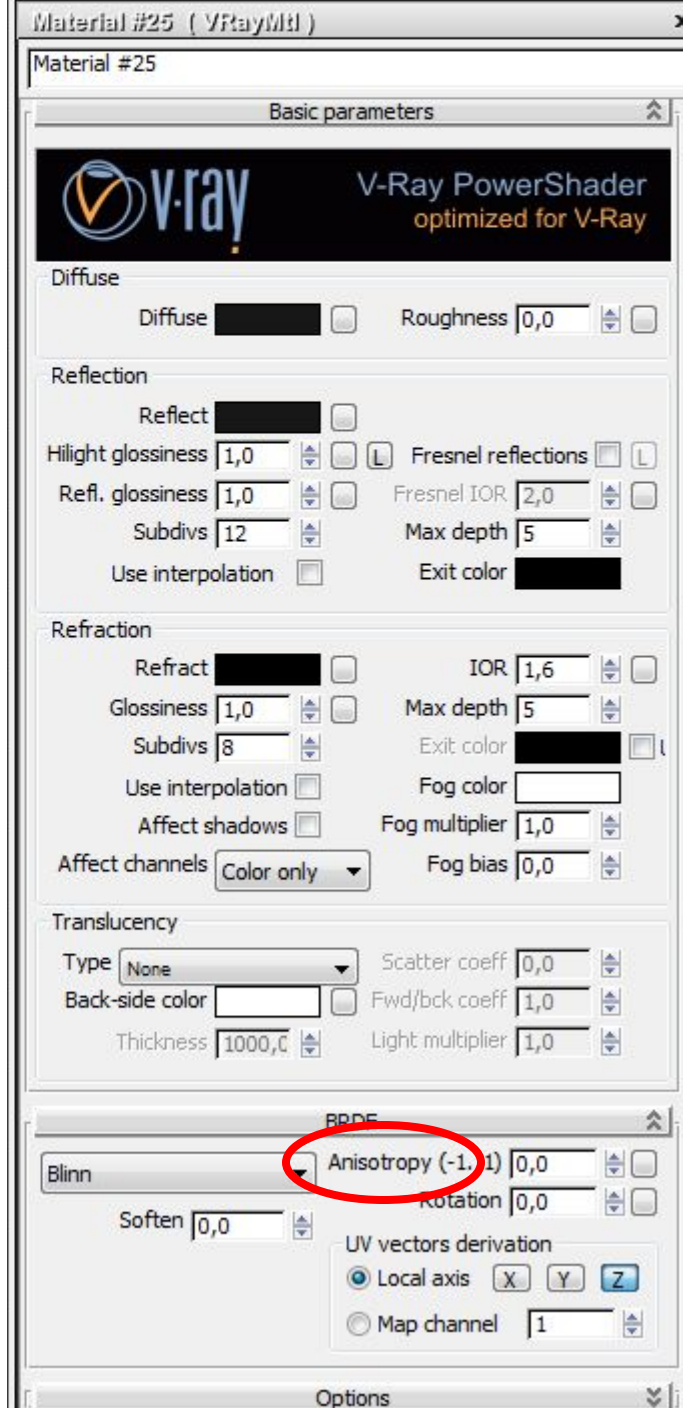 Material #25 ( VRayMtl ) x
Material #25
Basic parameters
v·ray V-Ray PowerShader
optimized for V-Ray
Diffuse
Diffuse Roughness 0,0
Reflection
Reflect
Hilight glossiness 1,0 L Fresnel reflections L
Refl. glossiness 1,0 Fresnel IOR 2,0
Subdivs 12 Max depth 5
Use interpolation Exit color
Refraction
Refract IOR 1,6
Glossiness 1,0 Max depth 5
Subdivs 8 Exit color
Use interpolation Fog color
Affect shadows Fog multiplier 1,0
Affect channels Color only Fog bias 0,0
Translucency
Type None Scatter coeff 0,0
Back-side color Fwd/bck coeff 1,0
Thickness 1000,0 Light multiplier 1,0
BRDF
Blinn Anisotropy (-1. 1) 0,0
Rotation 0,0
Soften 0,0
UV vectors derivation
Local axis X Y Z
Map channel 1
Options